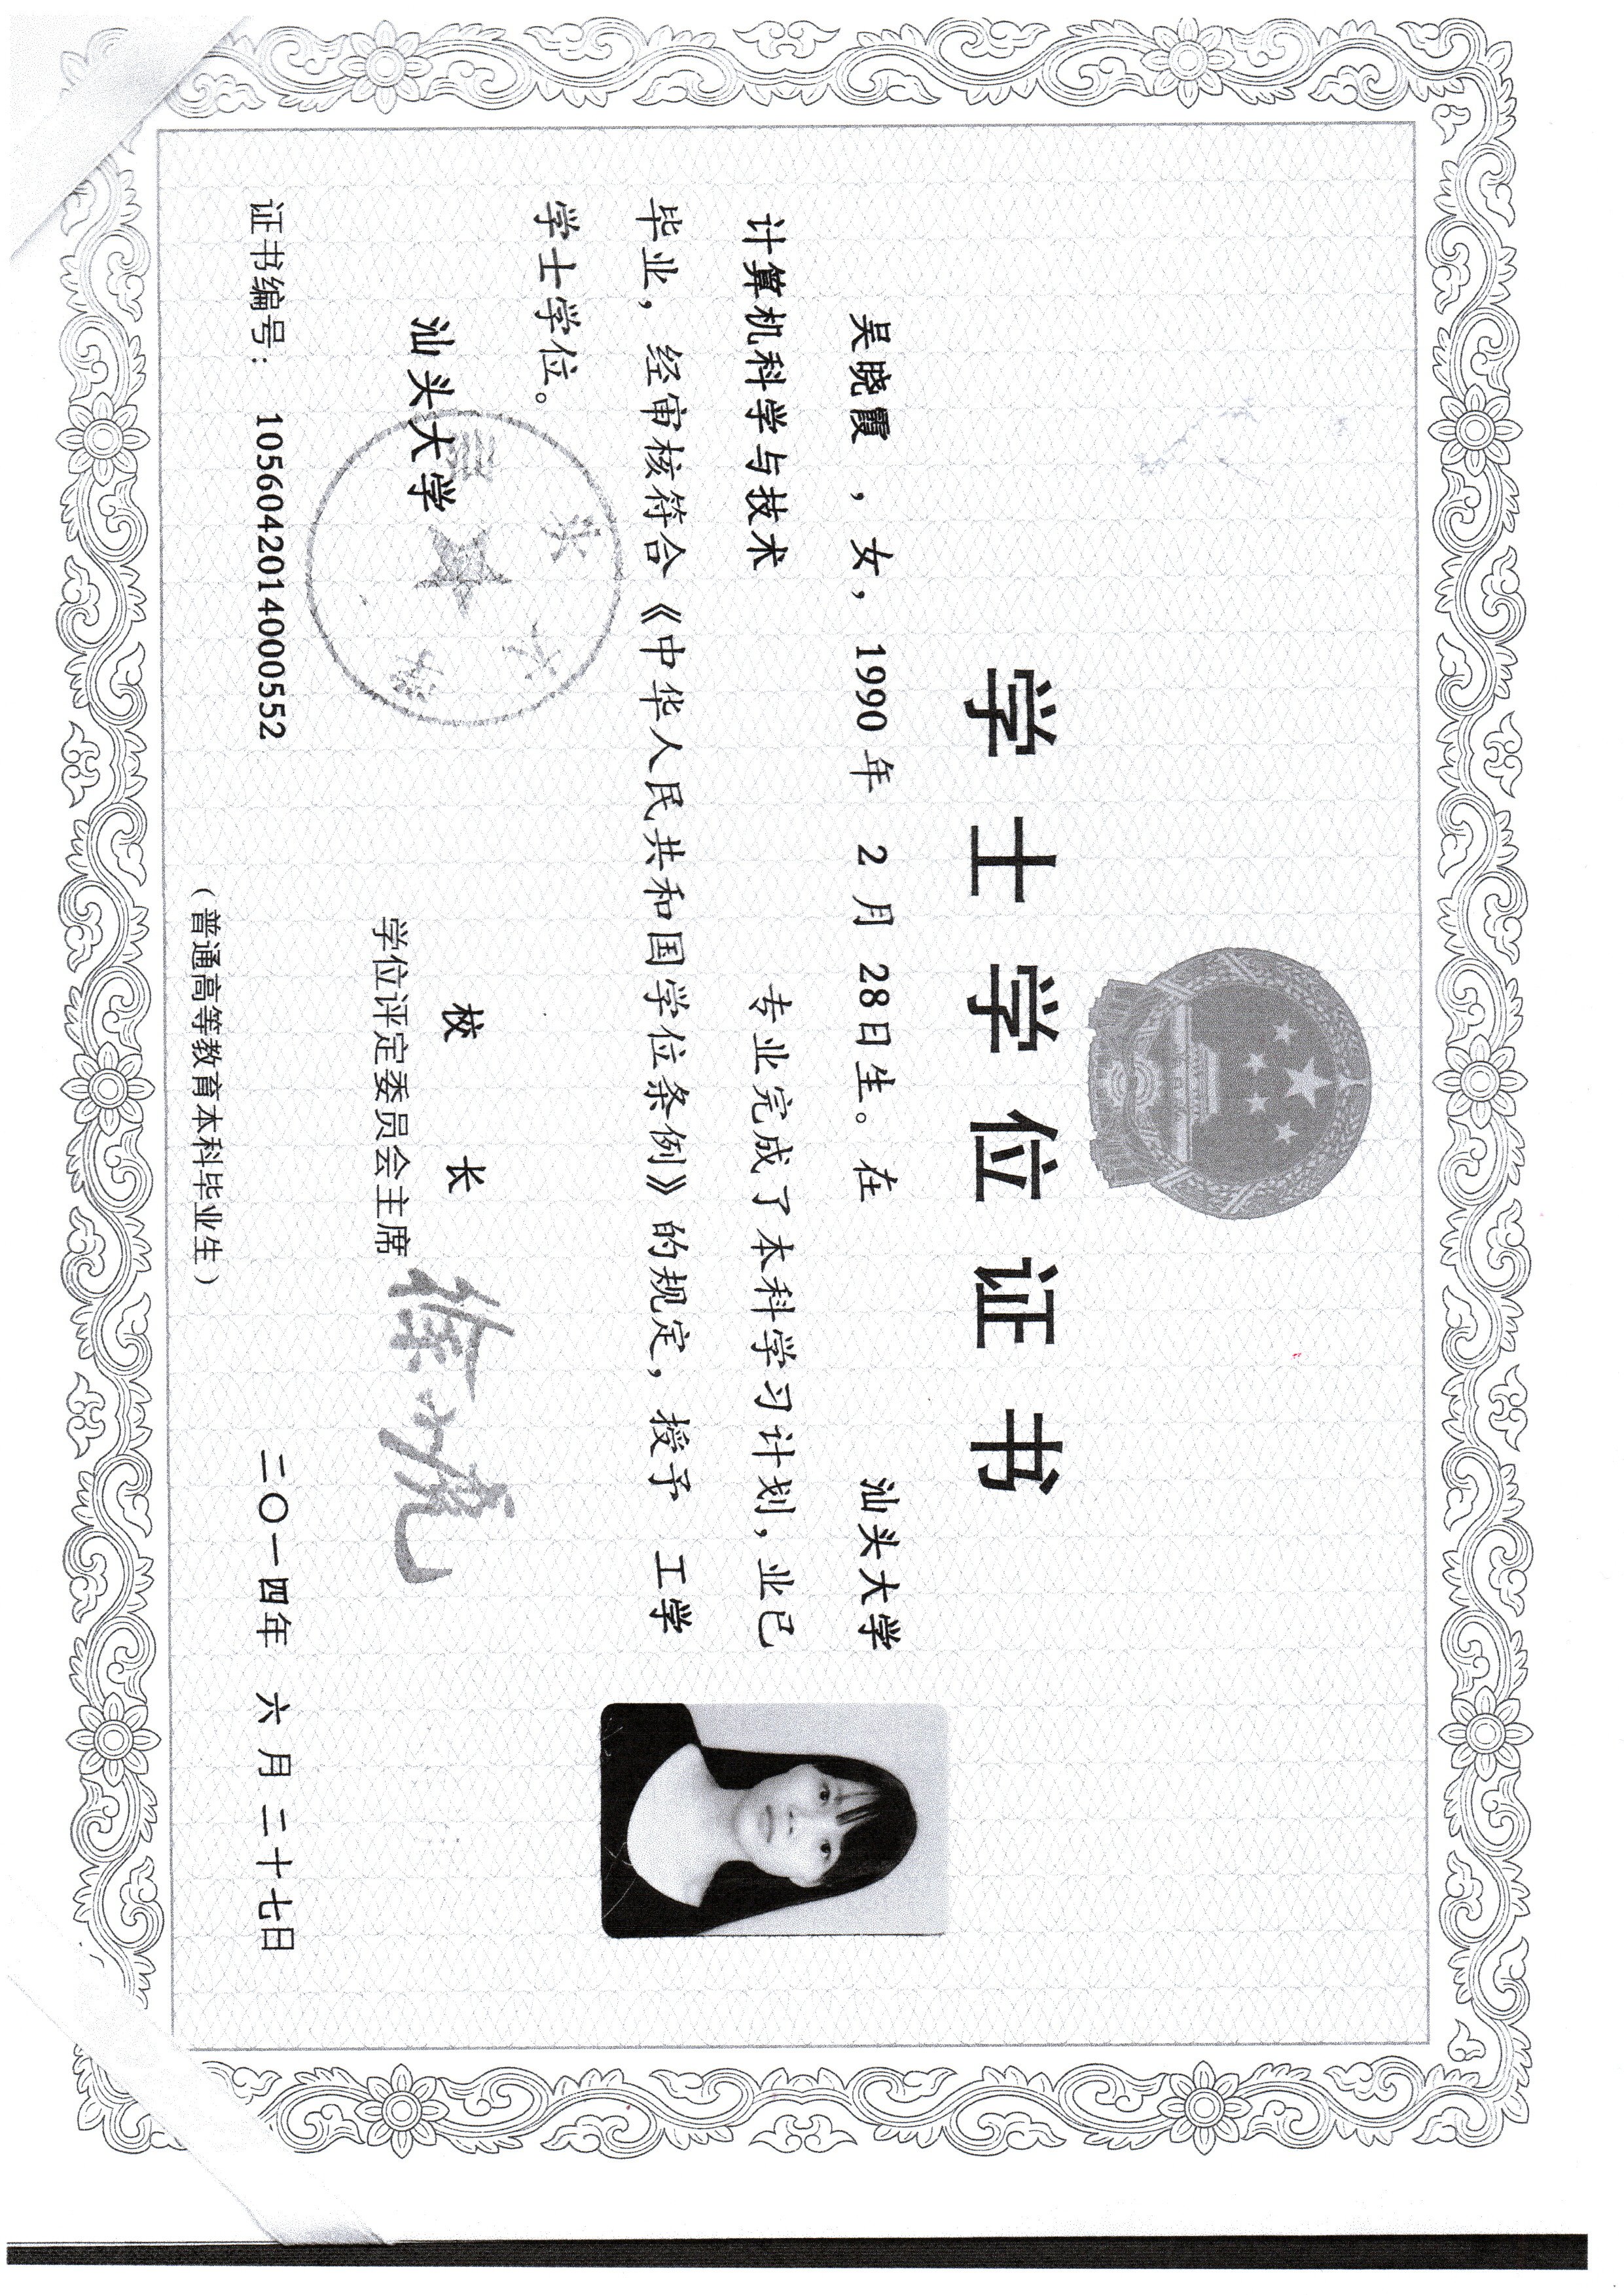 学士学位证书
吴晓霞，女，1990年2月28日生。在 汕头大学
计算机科学与技术 专业完成了本科学习计划，业已
毕业，经审核符合《中华人民共和国学位条例》的规定，授予 工学
学士学位。
汕头大学
校长
学位评定委员会主席
证书编号：1056042014000552
二〇一四年 六月二十七日
（普通高等教育本科毕业生）